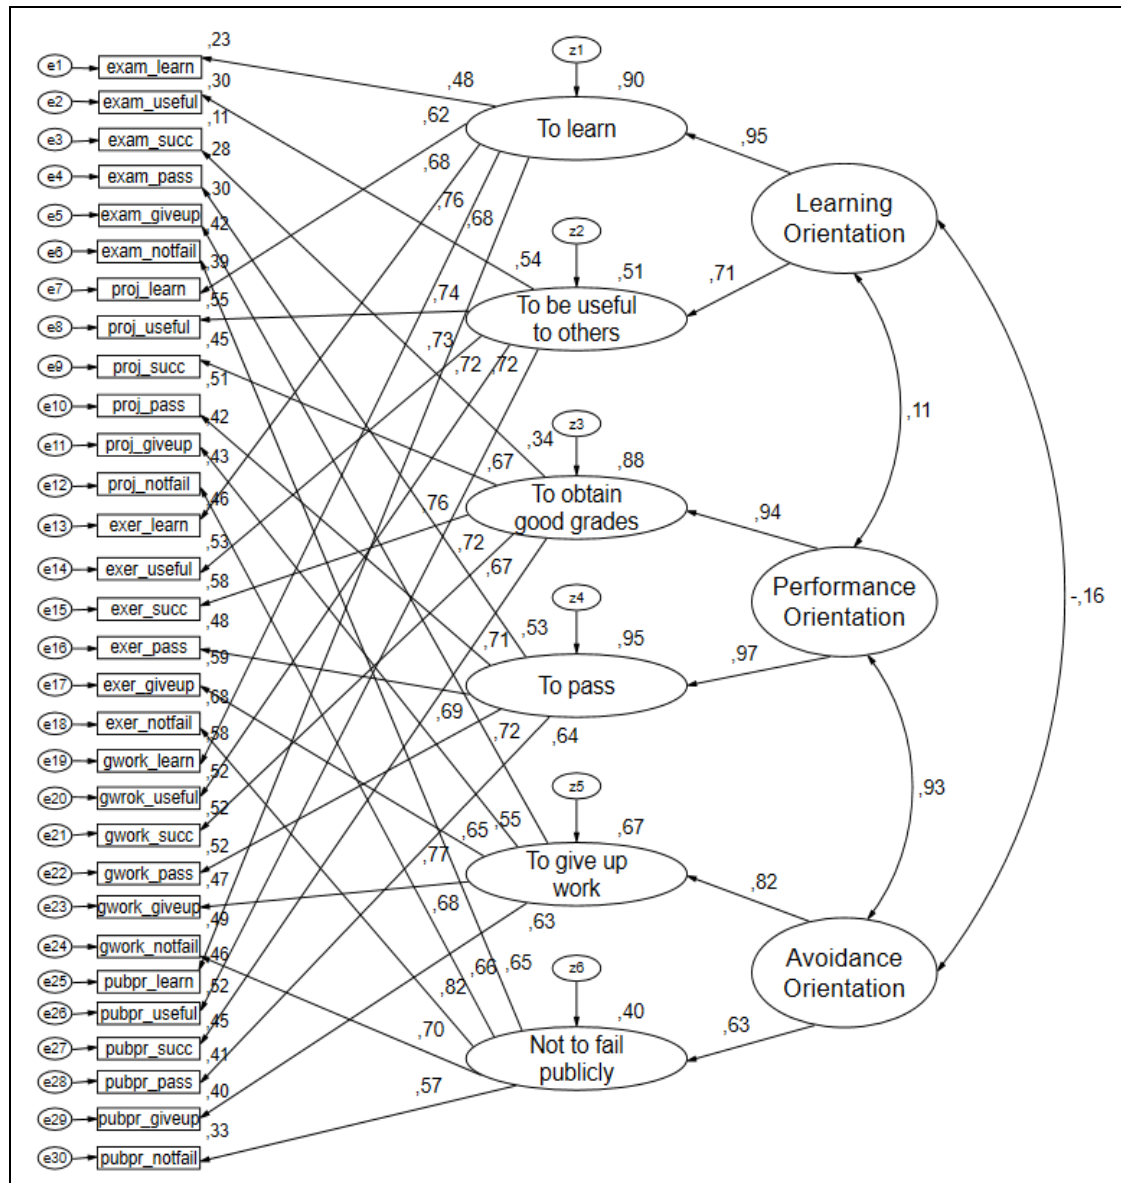 ,23
e1 exam_learn
,30
e2 exam_useful
,11
e3 exam_succ
,28
e4 exam_pass
,30
e5 exam_giveup
,42
e6 exam_notfail
,39
e7 proj_learn
,55
e8 proj_useful
,45
e9 proj_succ
,51
e10 proj_pass
,42
e11 proj_giveup
,43
e12 proj_notfail
,46
e13 exer_learn
,53
e14 exer_useful
,58
e15 exer_succ
,48
e16 exer_pass
,59
e17 exer_giveup
,68
e18 exer_notfail
,58
e19 gwork_learn
,52
e20 gwrok_useful
,52
e21 gwork_succ
,52
e22 gwork_pass
,47
e23 gwork_giveup
,49
e24 gwork_notfail
,46
e25 pubpr_learn
,52
e26 pubpr_useful
,45
e27 pubpr_succ
,41
e28 pubpr_pass
,40
e29 pubpr_giveup
,33
e30 pubpr_notfail
,48
,62
,68
,76
,68
z1
,90
To learn
,54
,74
,73
,72
,72
z2
,51
To be useful
to others
,34
,67
,76
,72
,67
z3
,88
To obtain
good grades
,53
,71
,69
,72
,64
z4
,95
To pass
,55
,65
,77
,68
,63
z5
,67
To give up
work
,65
,66
,82
,70
,57
z6
,40
Not to fail
publicly
,95
,71
Learning
Orientation
,11
,94
,97
Performance
Orientation
-,16
,93
,82
,63
Avoidance
Orientation